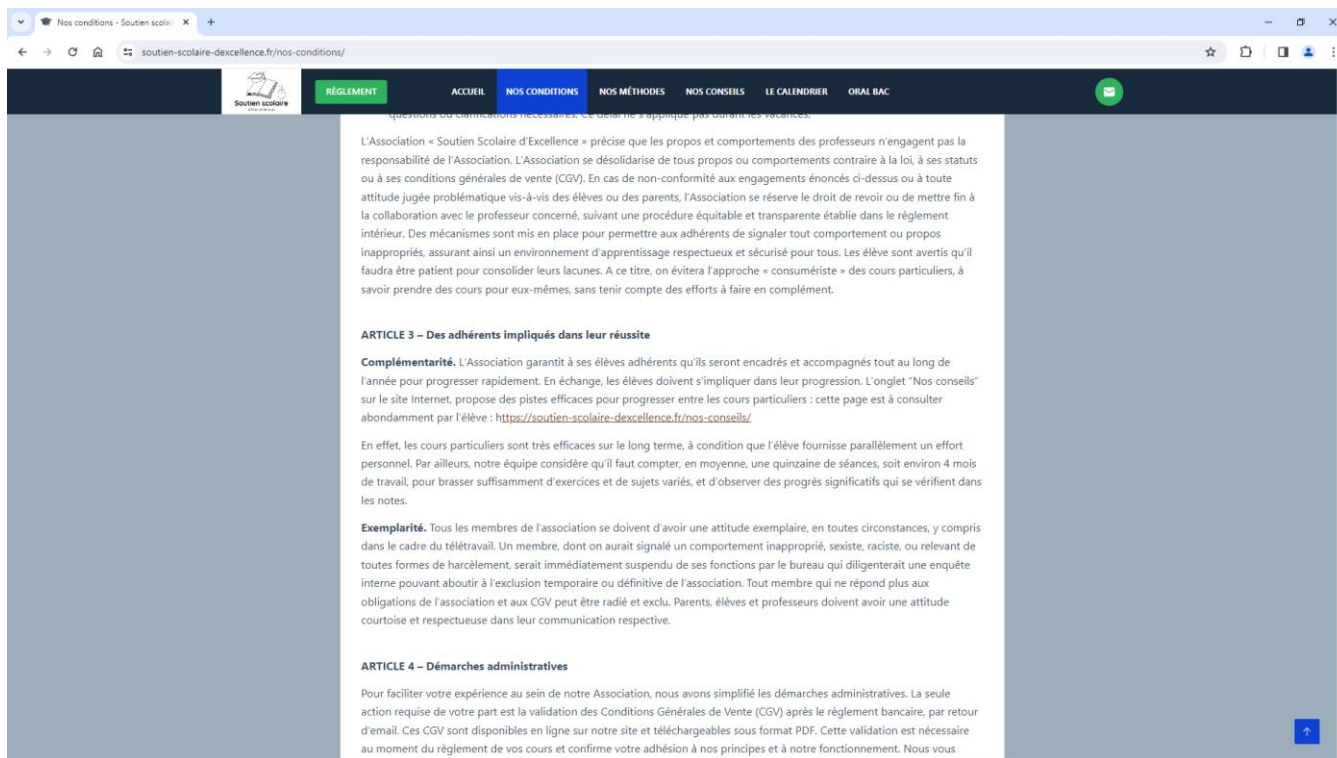 Nos conditions - Soutien scola
soutien-scolaire-dexcellence.fr/nos-conditions/
Soutien scolaire
RÈGLEMENT
ACCUEIL
NOS CONDITIONS
NOS MÉTHODES
NOS CONSEILS
LE CALENDRIER
ORAL BAC
questions ou clarifications nécessaires. Ce délai ne s'applique pas durant les vacances.
L'Association « Soutien Scolaire d'Excellence » précise que les propos et comportements des professeurs n'engagent pas la
responsabilité de l'Association. L'Association se désolidarise de tous propos ou comportements contraire à la loi, à ses statuts
ou à ses conditions générales de vente (CGV). En cas de non-conformité aux engagements énoncés ci-dessus ou à toute
attitude jugée problématique vis-à-vis des élèves ou des parents, l'Association se réserve le droit de revoir ou de mettre fin à
la collaboration avec le professeur concerné, suivant une procédure équitable et transparente établie dans le règlement
intérieur. Des mécanismes sont mis en place pour permettre aux adhérents de signaler tout comportement ou propos
inappropriés, assurant ainsi un environnement d'apprentissage respectueux et sécurisé pour tous. Les élève sont avertis qu'il
faudra être patient pour consolider leurs lacunes. A ce titre, on évitera l'approche « consumériste » des cours particuliers, à
savoir prendre des cours pour eux-mêmes, sans tenir compte des efforts à faire en complément.
ARTICLE 3 – Des adhérents impliqués dans leur réussite
Complémentarité. L'Association garantit à ses élèves adhérents qu'ils seront encadrés et accompagnés tout au long de
l'année pour progresser rapidement. En échange, les élèves doivent s'impliquer dans leur progression. L'onglet "Nos conseils"
sur le site Internet, propose des pistes efficaces pour progresser entre les cours particuliers : cette page est à consulter
abondamment par l'élève : https://soutien-scolaire-dexcellence.fr/nos-conseils/
En effet, les cours particuliers sont très efficaces sur le long terme, à condition que l'élève fournisse parallèlement un effort
personnel. Par ailleurs, notre équipe considère qu'il faut compter, en moyenne, une quinzaine de séances, soit environ 4 mois
de travail, pour brasser suffisamment d'exercices et de sujets variés, et d'observer des progrès significatifs qui se vérifient dans
les notes.
Exemplarité. Tous les membres de l'association se doivent d'avoir une attitude exemplaire, en toutes circonstances, y compris
dans le cadre du télétravail. Un membre, dont on aurait signalé un comportement inapproprié, sexiste, raciste, ou relevant de
toutes formes de harcèlement, serait immédiatement suspendu de ses fonctions par le bureau qui diligenterait une enquête
interne pouvant aboutir à l'exclusion temporaire ou définitive de l'association. Tout membre qui ne répond plus aux
obligations de l'association et aux CGV peut être radié et exclu. Parents, élèves et professeurs doivent avoir une attitude
courtoise et respectueuse dans leur communication respective.
ARTICLE 4 – Démarches administratives
Pour faciliter votre expérience au sein de notre Association, nous avons simplifié les démarches administratives. La seule
action requise de votre part est la validation des Conditions Générales de Vente (CGV) après le règlement bancaire, par retour
d'email. Ces CGV sont disponibles en ligne sur notre site et téléchargeables sous format PDF. Cette validation est nécessaire
au moment du règlement de vos cours et confirme votre adhésion à nos principes et à notre fonctionnement. Nous vous